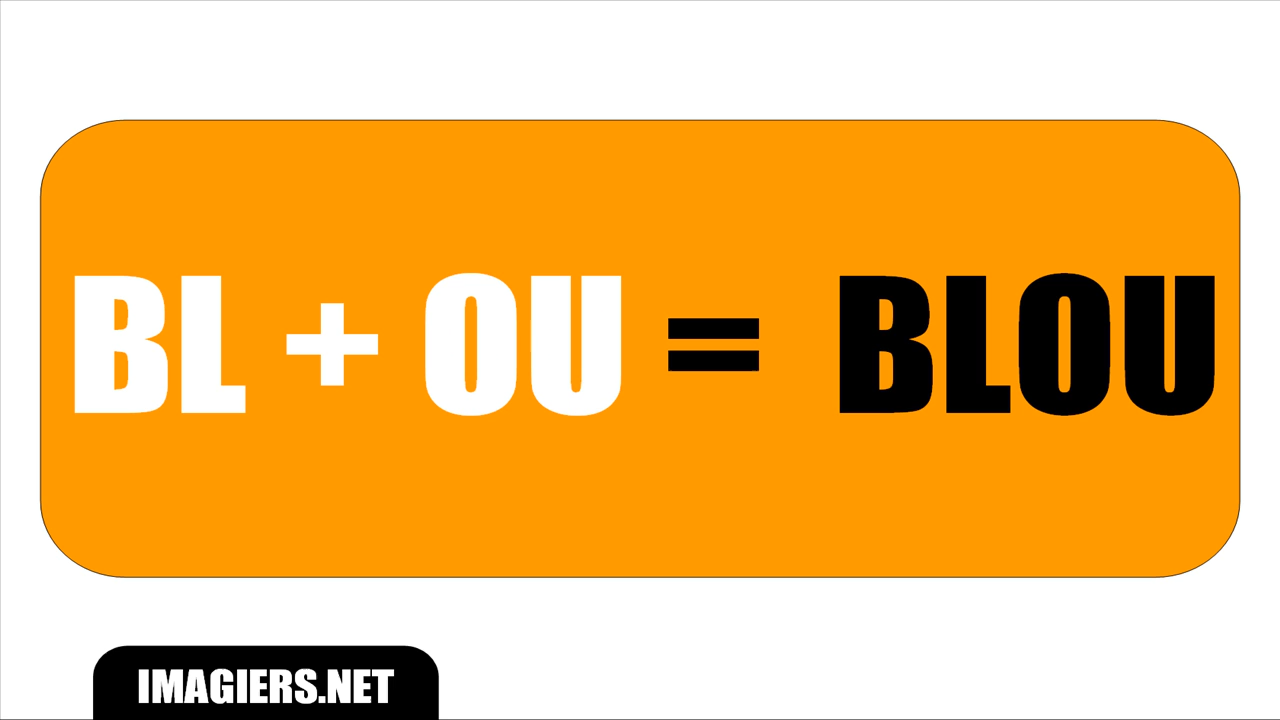 BL + OU = BLOU
IMAGIERS.NET